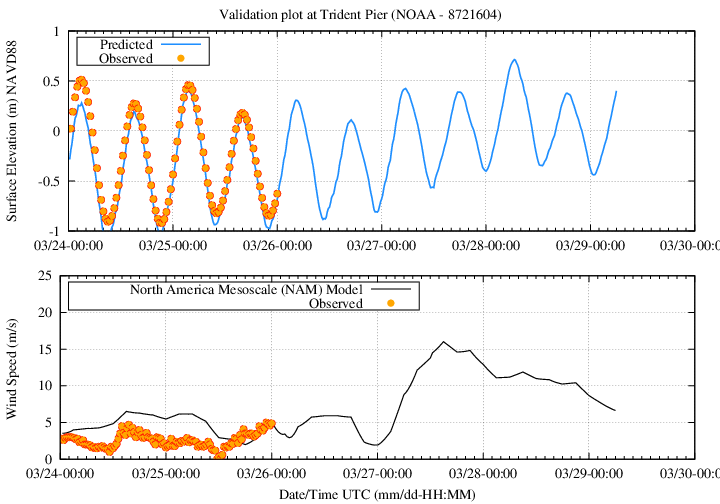 Validation plot at Trident Pier (NOAA - 8721604)
Surface Elevation (m) NAVD88
Predicted
Observed
1
0.5
0
-0.5
-1
03/24-00:00 03/25-00:00 03/26-00:00 03/27-00:00 03/28-00:00 03/29-00:00 03/30-00:00
Wind Speed (m/s)
North America Mesoscale (NAM) Model
Observed
25
20
15
10
5
0
03/24-00:00 03/25-00:00 03/26-00:00 03/27-00:00 03/28-00:00 03/29-00:00 03/30-00:00
Date/Time UTC (mm/dd-HH:MM)